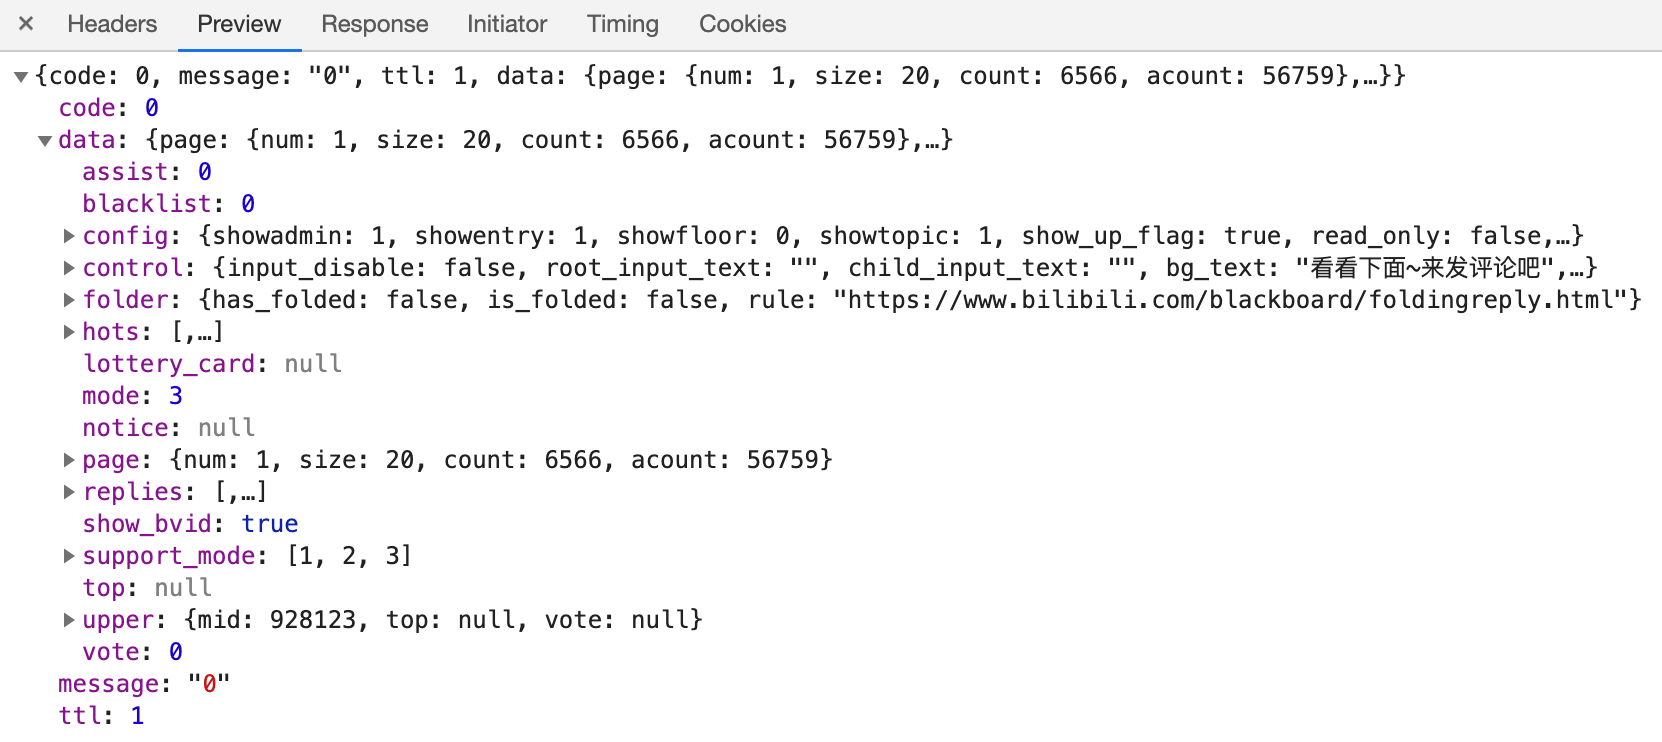 × Headers Preview Response Initiator Timing Cookies
▼{code: 0, message: "0", ttl: 1, data: {page: {num: 1, size: 20, count: 6566, acount: 56759},…}}
code: 0
▼data: {page: {num: 1, size: 20, count: 6566, acount: 56759},…}
assist: 0
blacklist: 0
▶config: {showadmin: 1, showentry: 1, showfloor: 0, showtopic: 1, show_up_flag: true, read_only: false,…}
▶control: {input_disable: false, root_input_text: "", child_input_text: "", bg_text: "看看下面~来发评论吧",…}
▶folder: {has_folded: false, is_folded: false, rule: "https://www.bilibili.com/blackboard/foldingreply.html"}
▶hots: [,…]
lottery_card: null
mode: 3
notice: null
▶page: {num: 1, size: 20, count: 6566, acount: 56759}
▶replies: [,…]
show_bvid: true
▶support_mode: [1, 2, 3]
top: null
▶upper: {mid: 928123, top: null, vote: null}
vote: 0
message: "0"
ttl: 1